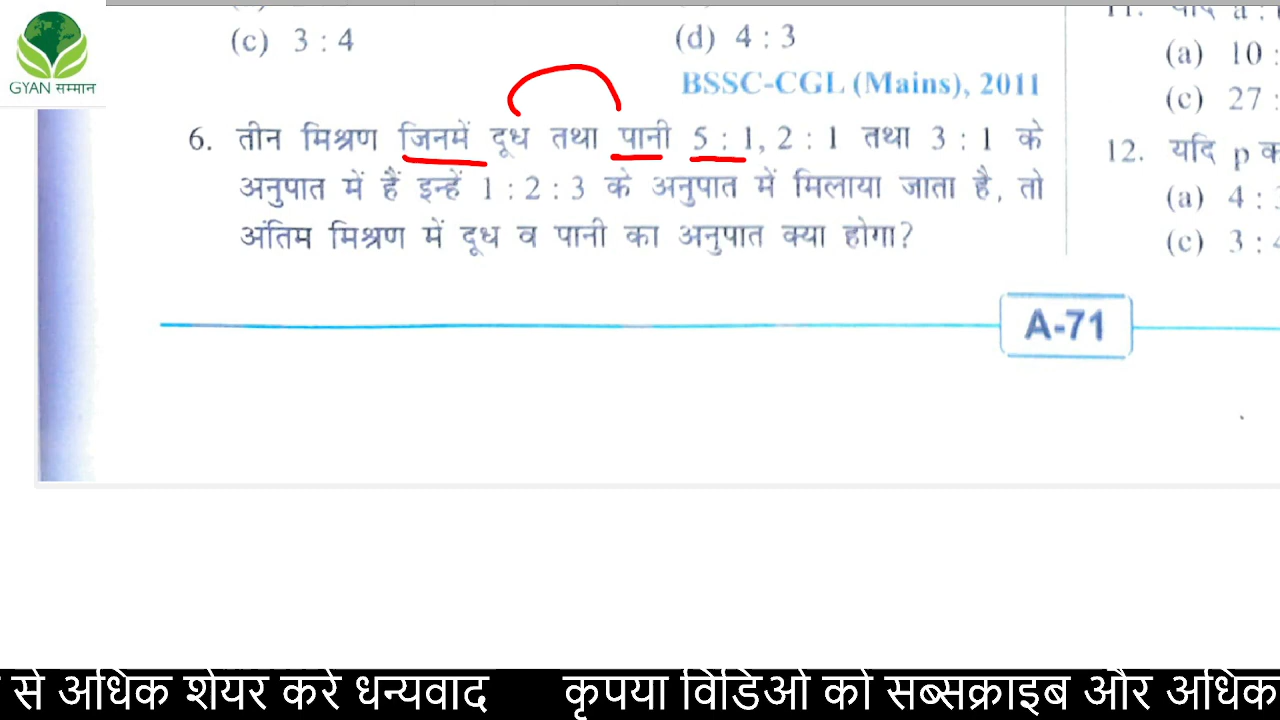 GYAN सम्मान
(c) 3 : 4
(d) 4 : 3
BSSC-CGL (Mains), 2011
6. तीन मिश्रण जिनमें दूध तथा पानी 5 : 1, 2 : 1 तथा 3 : 1 के
अनुपात में हैं इन्हें 1 : 2 : 3 के अनुपात में मिलाया जाता है, तो
अंतिम मिश्रण में दूध व पानी का अनुपात क्या होगा?
A-71
11. यदि a :
(a) 10 :
(c) 27 :
12. यदि p क
(a) 4 :
(c) 3 :
से अधिक शेयर करे धन्यवाद कृपया विडिओ को सब्सक्राइब और अधिक